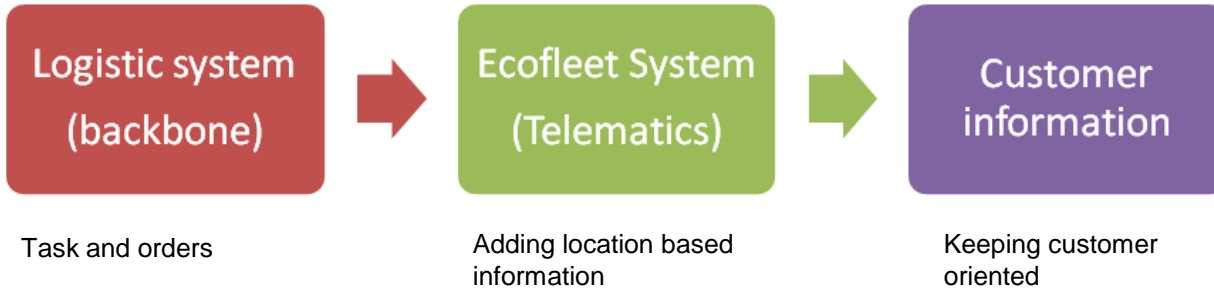 Logistic system
(backbone)
Ecofleet System
(Telematics)
Customer
information
Task and orders
Adding location based
information
Keeping customer
oriented